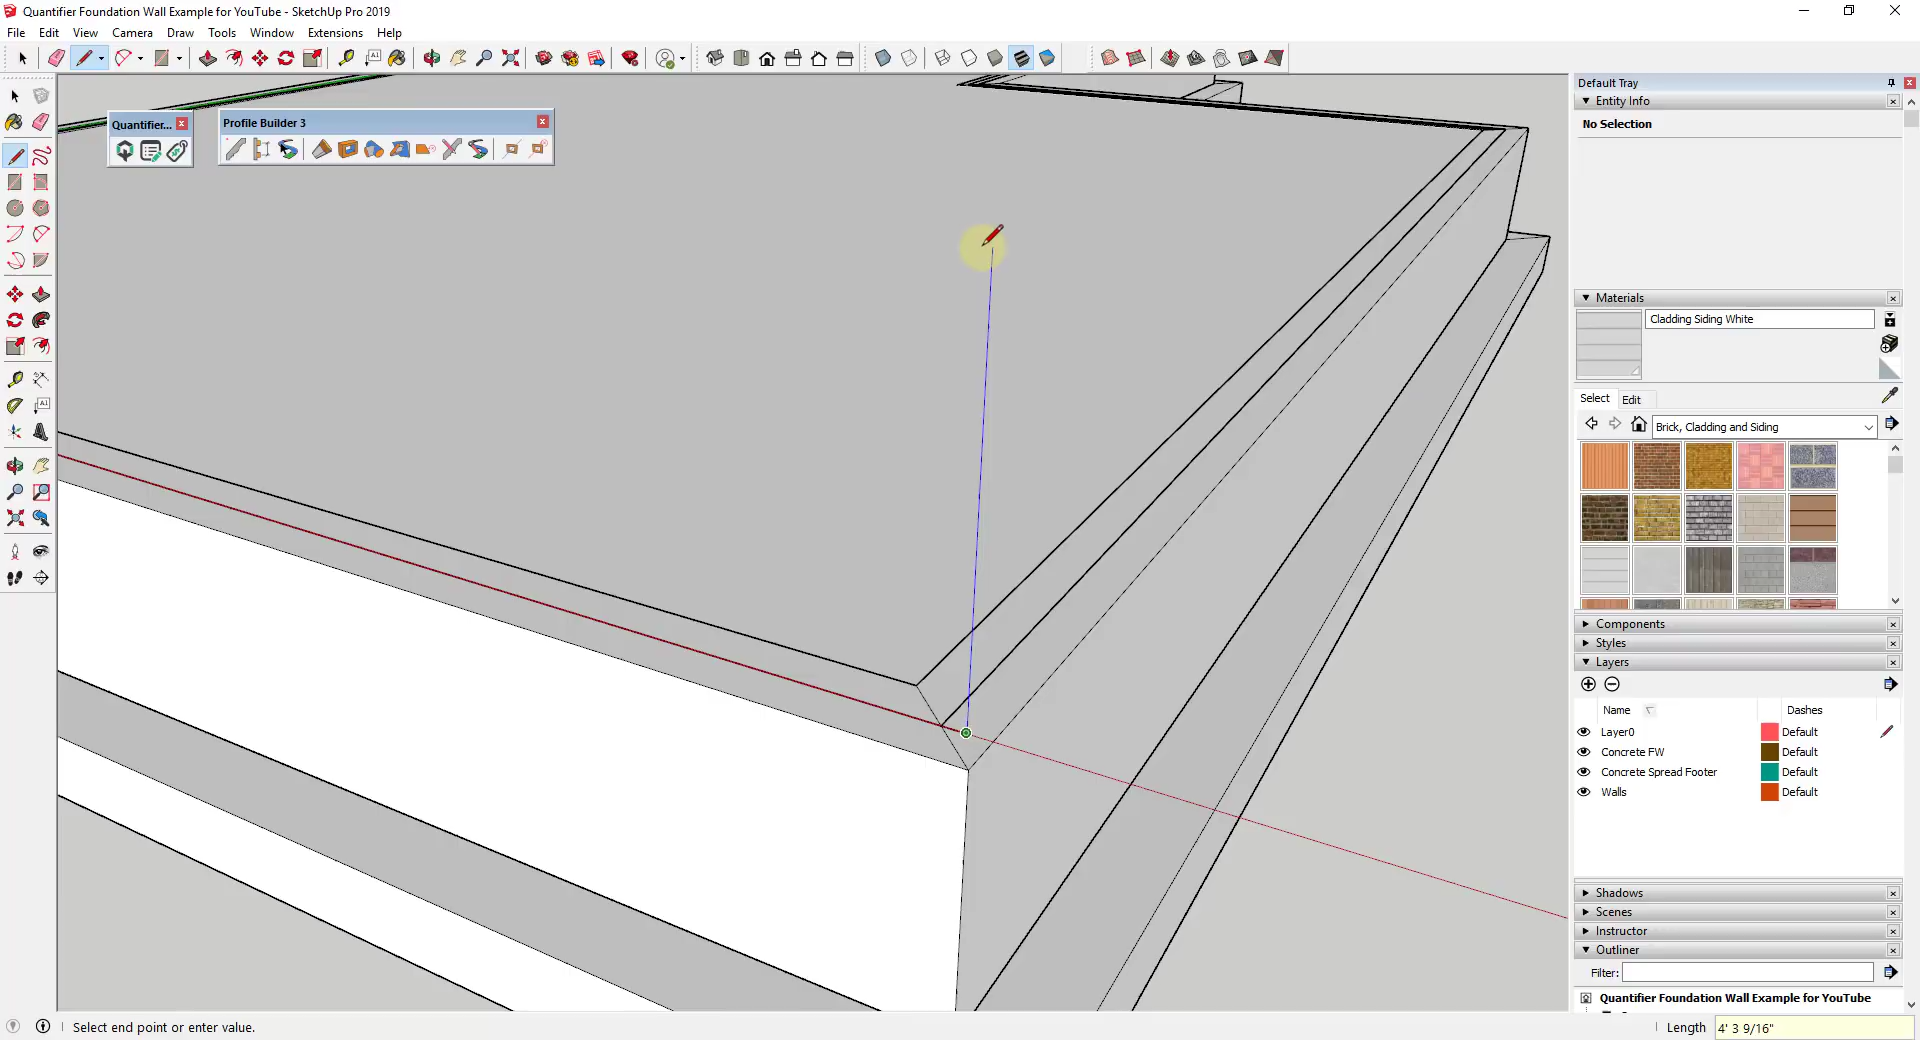 Quantifier Foundation Wall Example for YouTube - SketchUp Pro 2019
File Edit View Camera Draw Tools Window Extensions Help
Default Tray
Entity Info
No Selection
Quantifier...
Profile Builder 3
Materials
Cladding Siding White
Select Edit
Brick, Cladding and Siding
Components
Styles
Layers
Name Dashes
Layer0 Default
Concrete FW Default
Concrete Spread Footer Default
Walls Default
Shadows
Scenes
Instructor
Outliner
Filter:
Quantifier Foundation Wall Example for YouTube
Select end point or enter value.
Length 4' 3 9/16"